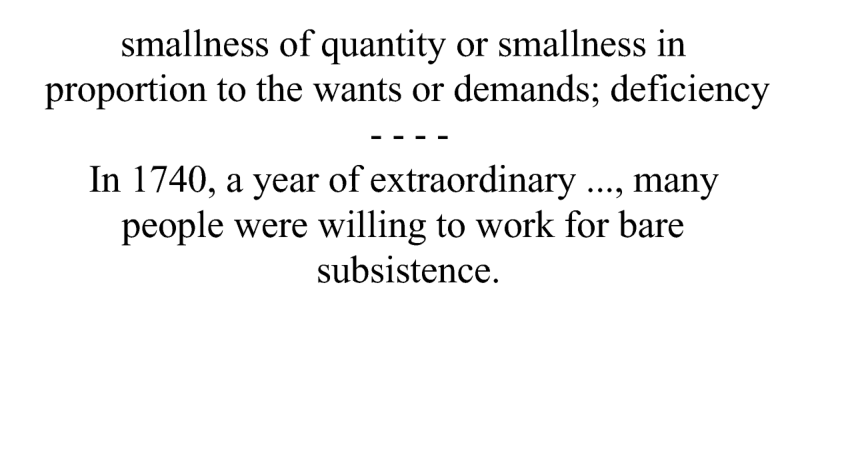 smallness of quantity or smallness in
proportion to the wants or demands; deficiency
- - - -
In 1740, a year of extraordinary ..., many
people were willing to work for bare
subsistence.